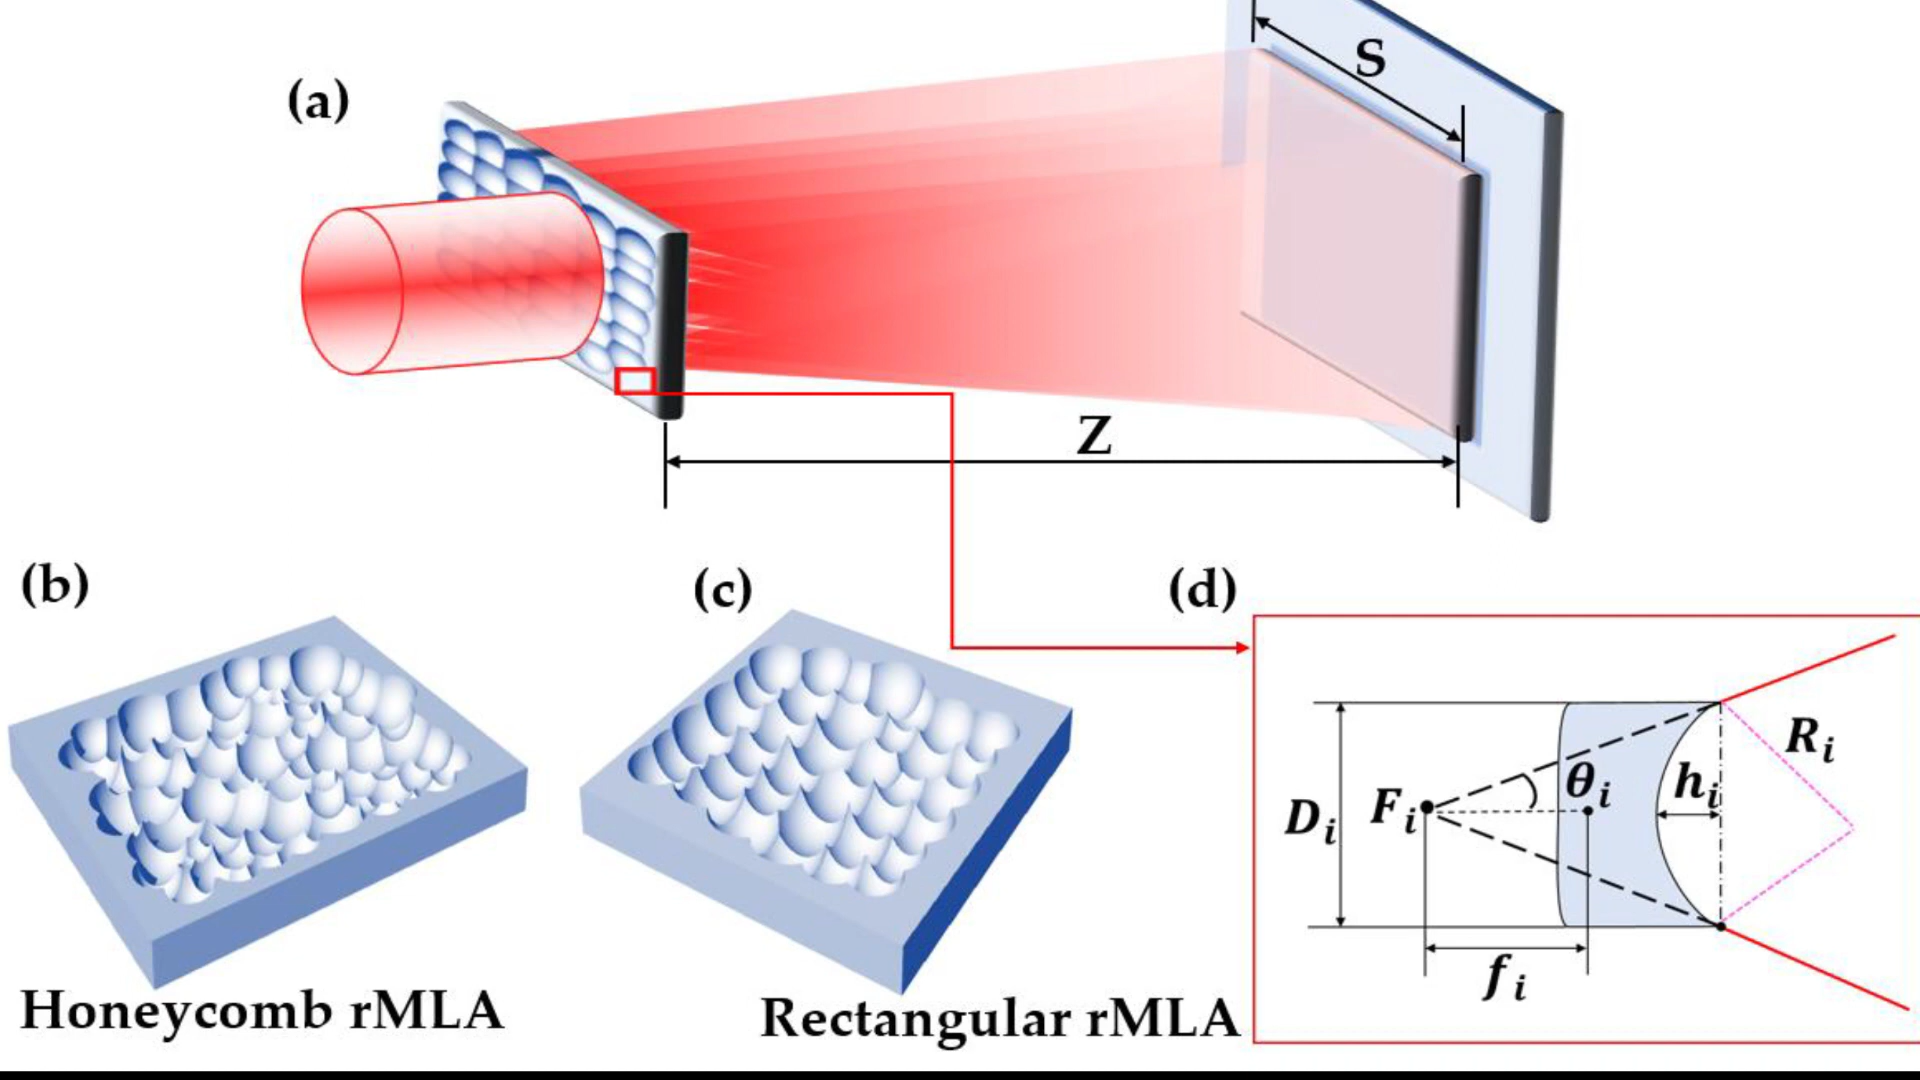 (a)
S
Z
(b)
(c)
(d)
Honeycomb rMLA
Rectangular rMLA
D_i
F_i
θ_i
h_i
R_i
f_i